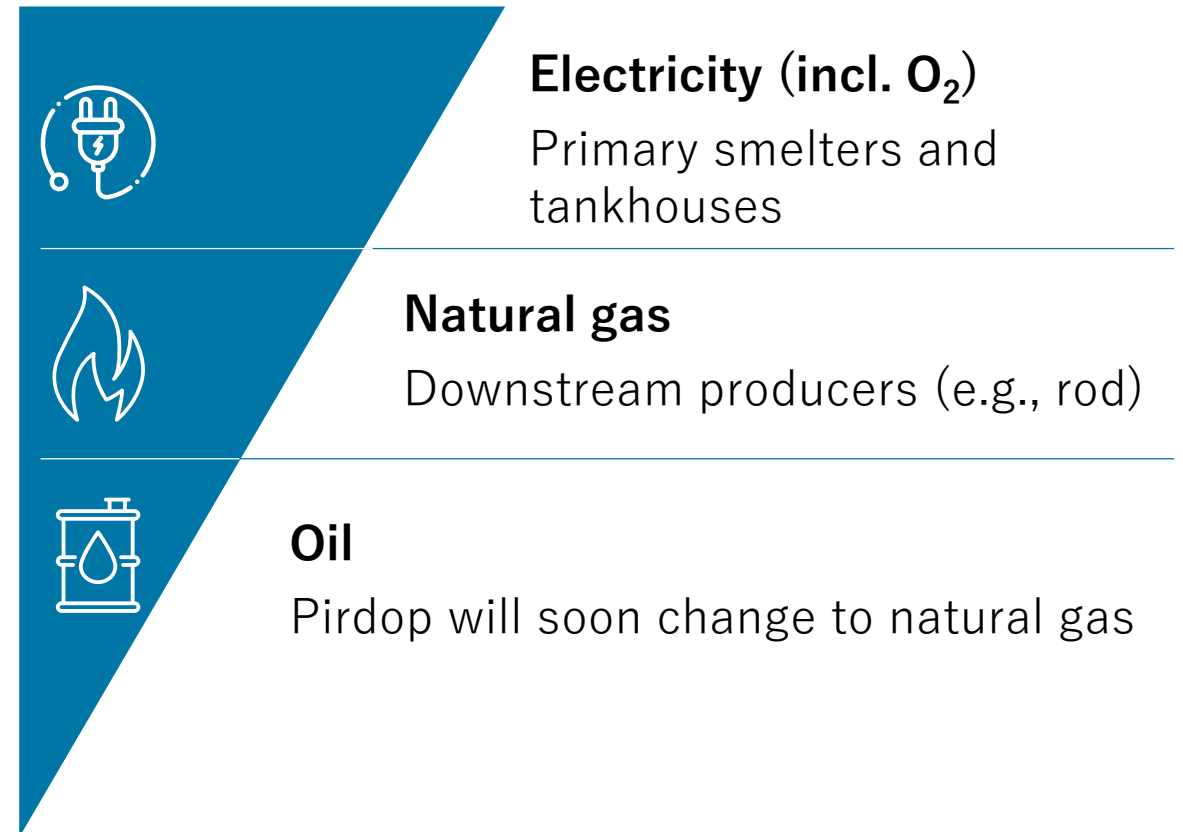 Electricity (incl. O₂)
Primary smelters and
tankhouses
Natural gas
Downstream producers (e.g., rod)
Oil
Pirdop will soon change to natural gas